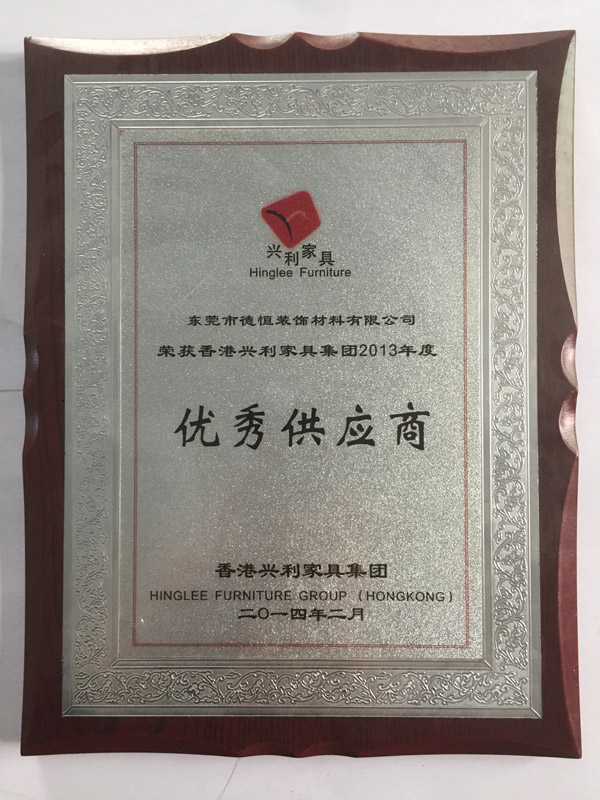 兴利家具
Hinglee Furniture
东莞市德恒装饰材料有限公司
荣获香港兴利家具集团2013年度
优秀供应商
香港兴利家具集团
HINGLEE FURNITURE GROUP（HONGKONG）
二〇一四年二月